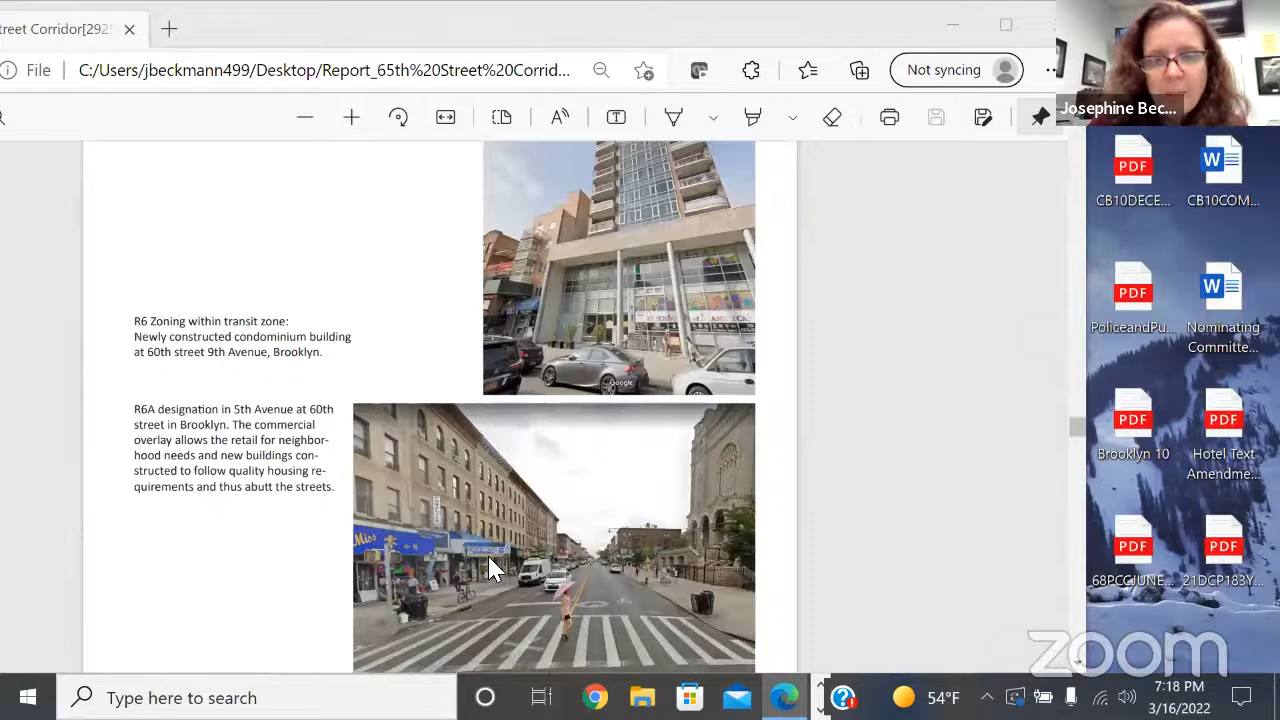 treet Corridor[292
File
C:/Users/jbeckmann499/Desktop/Report_65th%20Street%20Corrid...
Not syncing
Josephine Bec...
R6 Zoning within transit zone:
Newly constructed condominium building
at 60th street 9th Avenue, Brooklyn.
Google
R6A designation in 5th Avenue at 60th
street in Brooklyn. The commercial
overlay allows the retail for neighbor-
hood needs and new buildings con-
structed to follow quality housing re-
quirements and thus abutt the streets.
Miss
PDF
CB10DECE...
W
CB10COM...
PDF
PoliceandPu...
W
Nominating
Committe...
PDF
Brooklyn 10
PDF
Hotel Text
Amendme...
PDF
68PCCJUNE...
PDF
21DCP183Y...
zoom
Type here to search
54°F
7:18 PM
3/16/2022